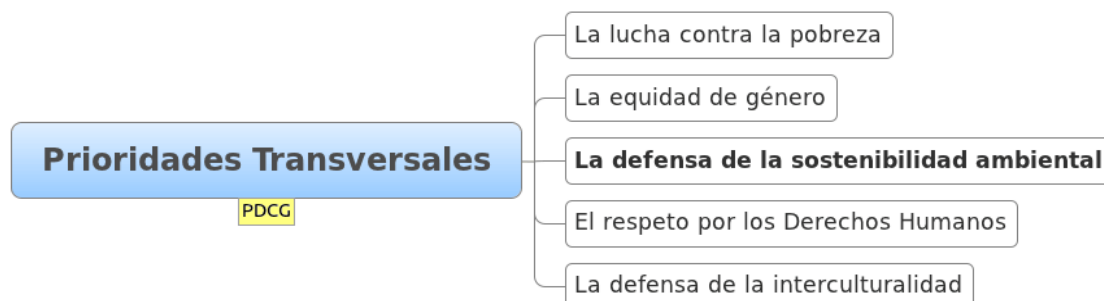 La lucha contra la pobreza
La equidad de género
Prioridades Transversales
La defensa de la sostenibilidad ambiental
PDCG
El respeto por los Derechos Humanos
La defensa de la interculturalidad